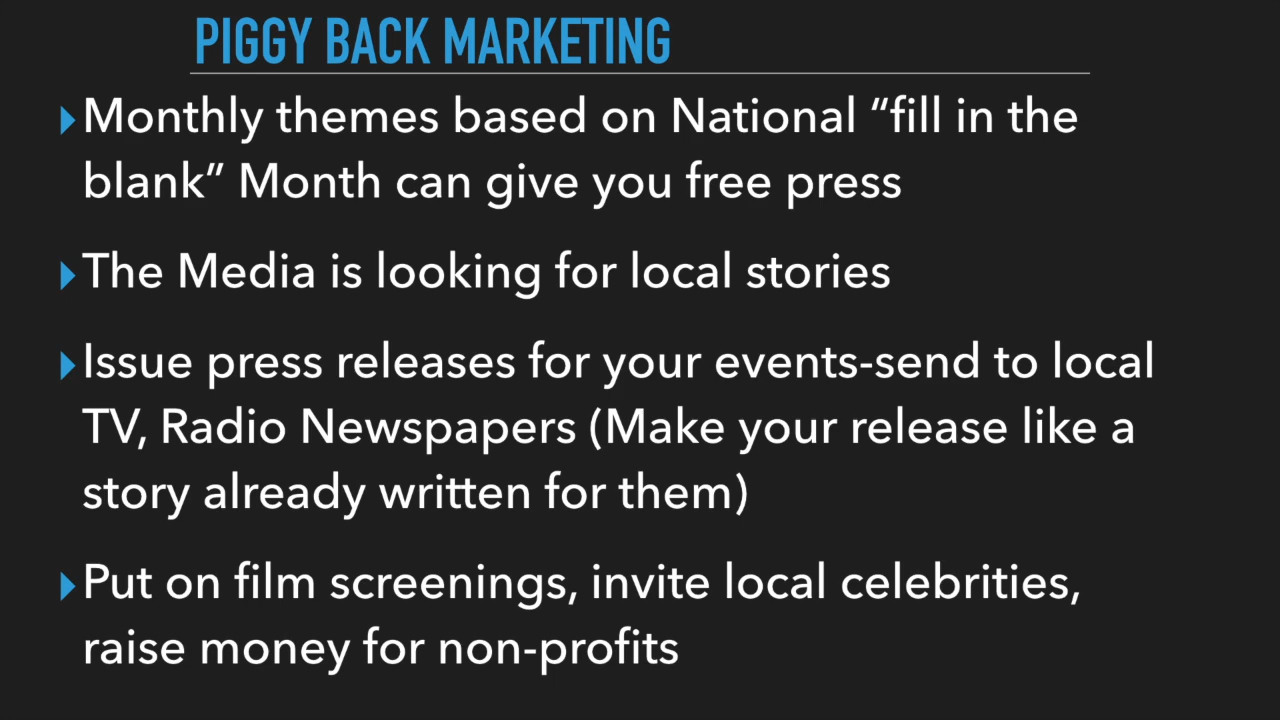 PIGGY BACK MARKETING
▸Monthly themes based on National ”fill in the
blank” Month can give you free press
▸The Media is looking for local stories
▸Issue press releases for your events-send to local
TV, Radio Newspapers (Make your release like a
story already written for them)
▸Put on film screenings, invite local celebrities,
raise money for non-profits